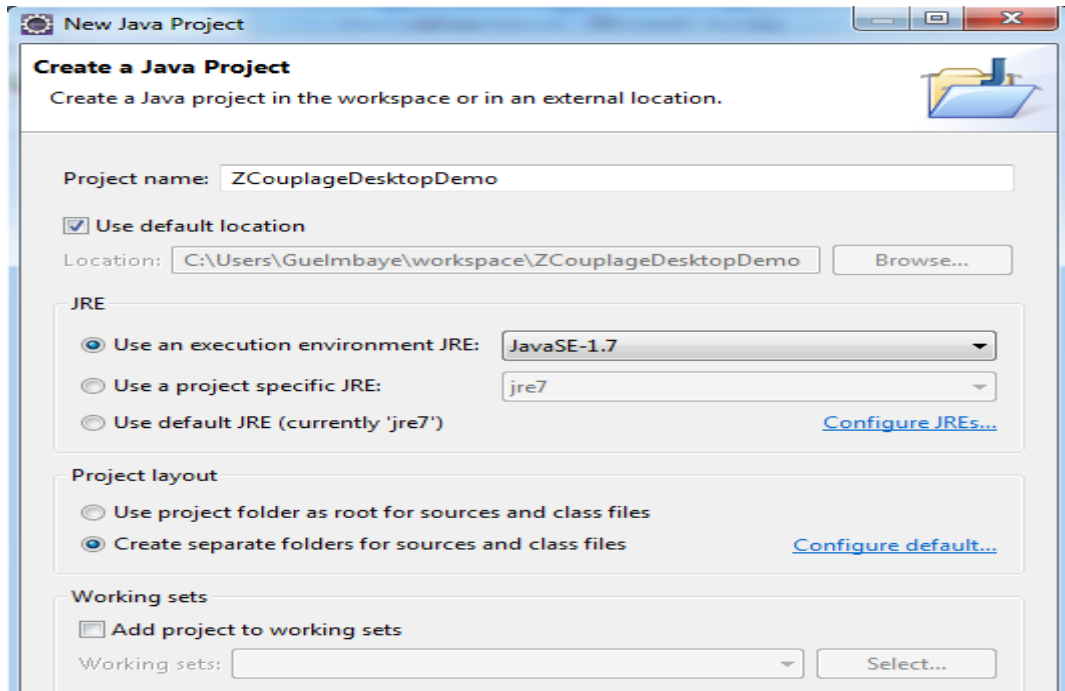 New Java Project
Create a Java Project
Create a Java project in the workspace or in an external location.
Project name: ZCouplageDesktopDemo
Use default location
Location: C:\Users\Guelmbaye\workspace\ZCouplageDesktopDemo Browse...
JRE
Use an execution environment JRE: JavaSE-1.7
Use a project specific JRE: jre7
Use default JRE (currently 'jre7') Configure JREs...
Project layout
Use project folder as root for sources and class files
Create separate folders for sources and class files Configure default...
Working sets
Add project to working sets
Working sets: Select...